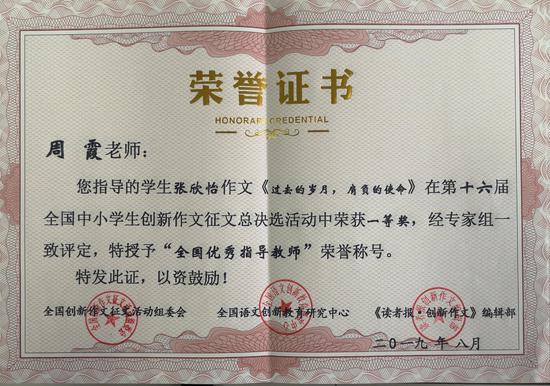 荣誉证书
HONORARY CREDENTIAL
周霞老师：
您指导的学生张欣怡作文《过去的岁月，肩负的使命》在第十六届
全国中小学生创新作文征文总决选活动中荣获一等奖，经专家组一
致评定，特授予“全国优秀指导教师”荣誉称号。
特发此证，以资鼓励！
全国创新作文征文活动组委会 全国语文创新教育研究中心 《读者报·创新作文》编辑部
二〇一九年八月